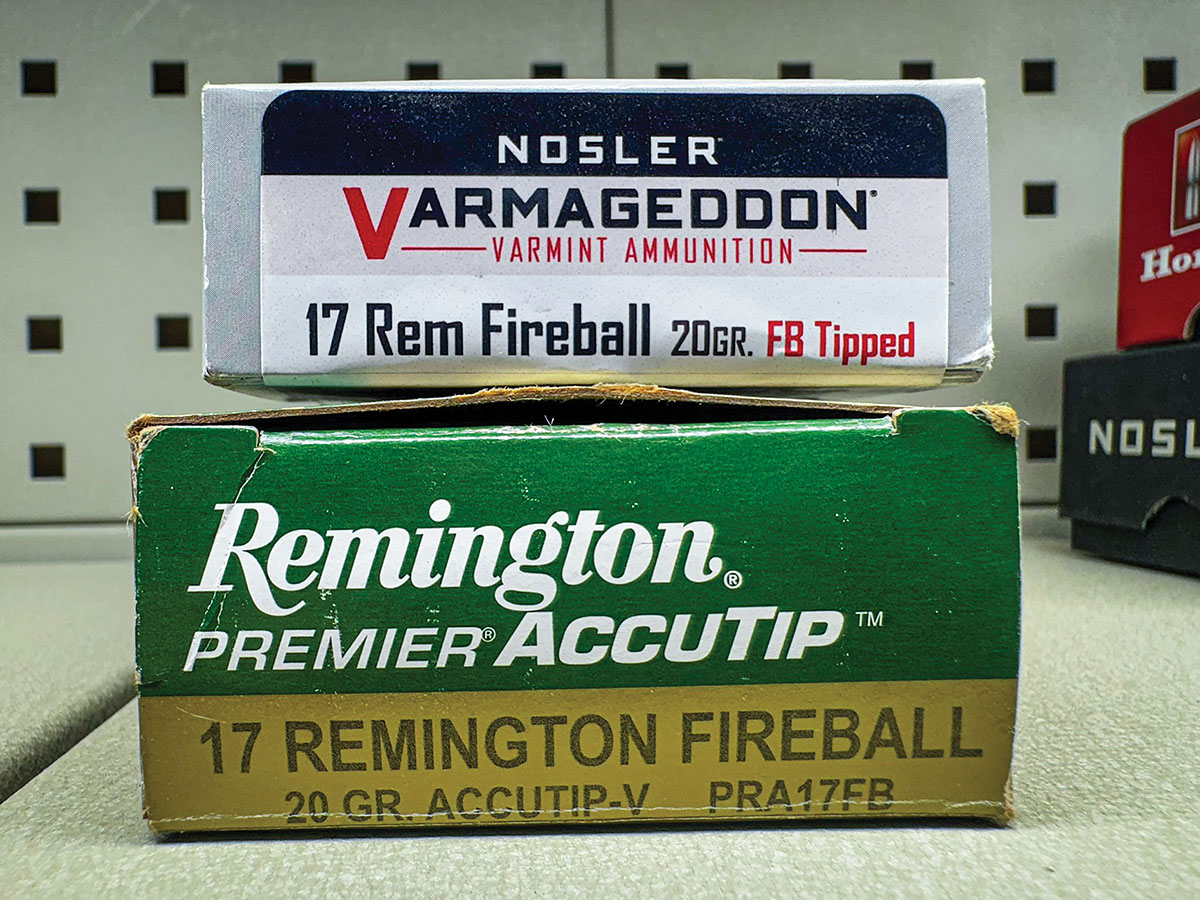 NOSLER
VARMAGEDDON®
VARMINT AMMUNITION
17 Rem Fireball 20GR. FB Tipped
Remington®
PREMIER® ACCUTIP™
17 REMINGTON FIREBALL
20 GR. ACCUTIP-V PRA17FB